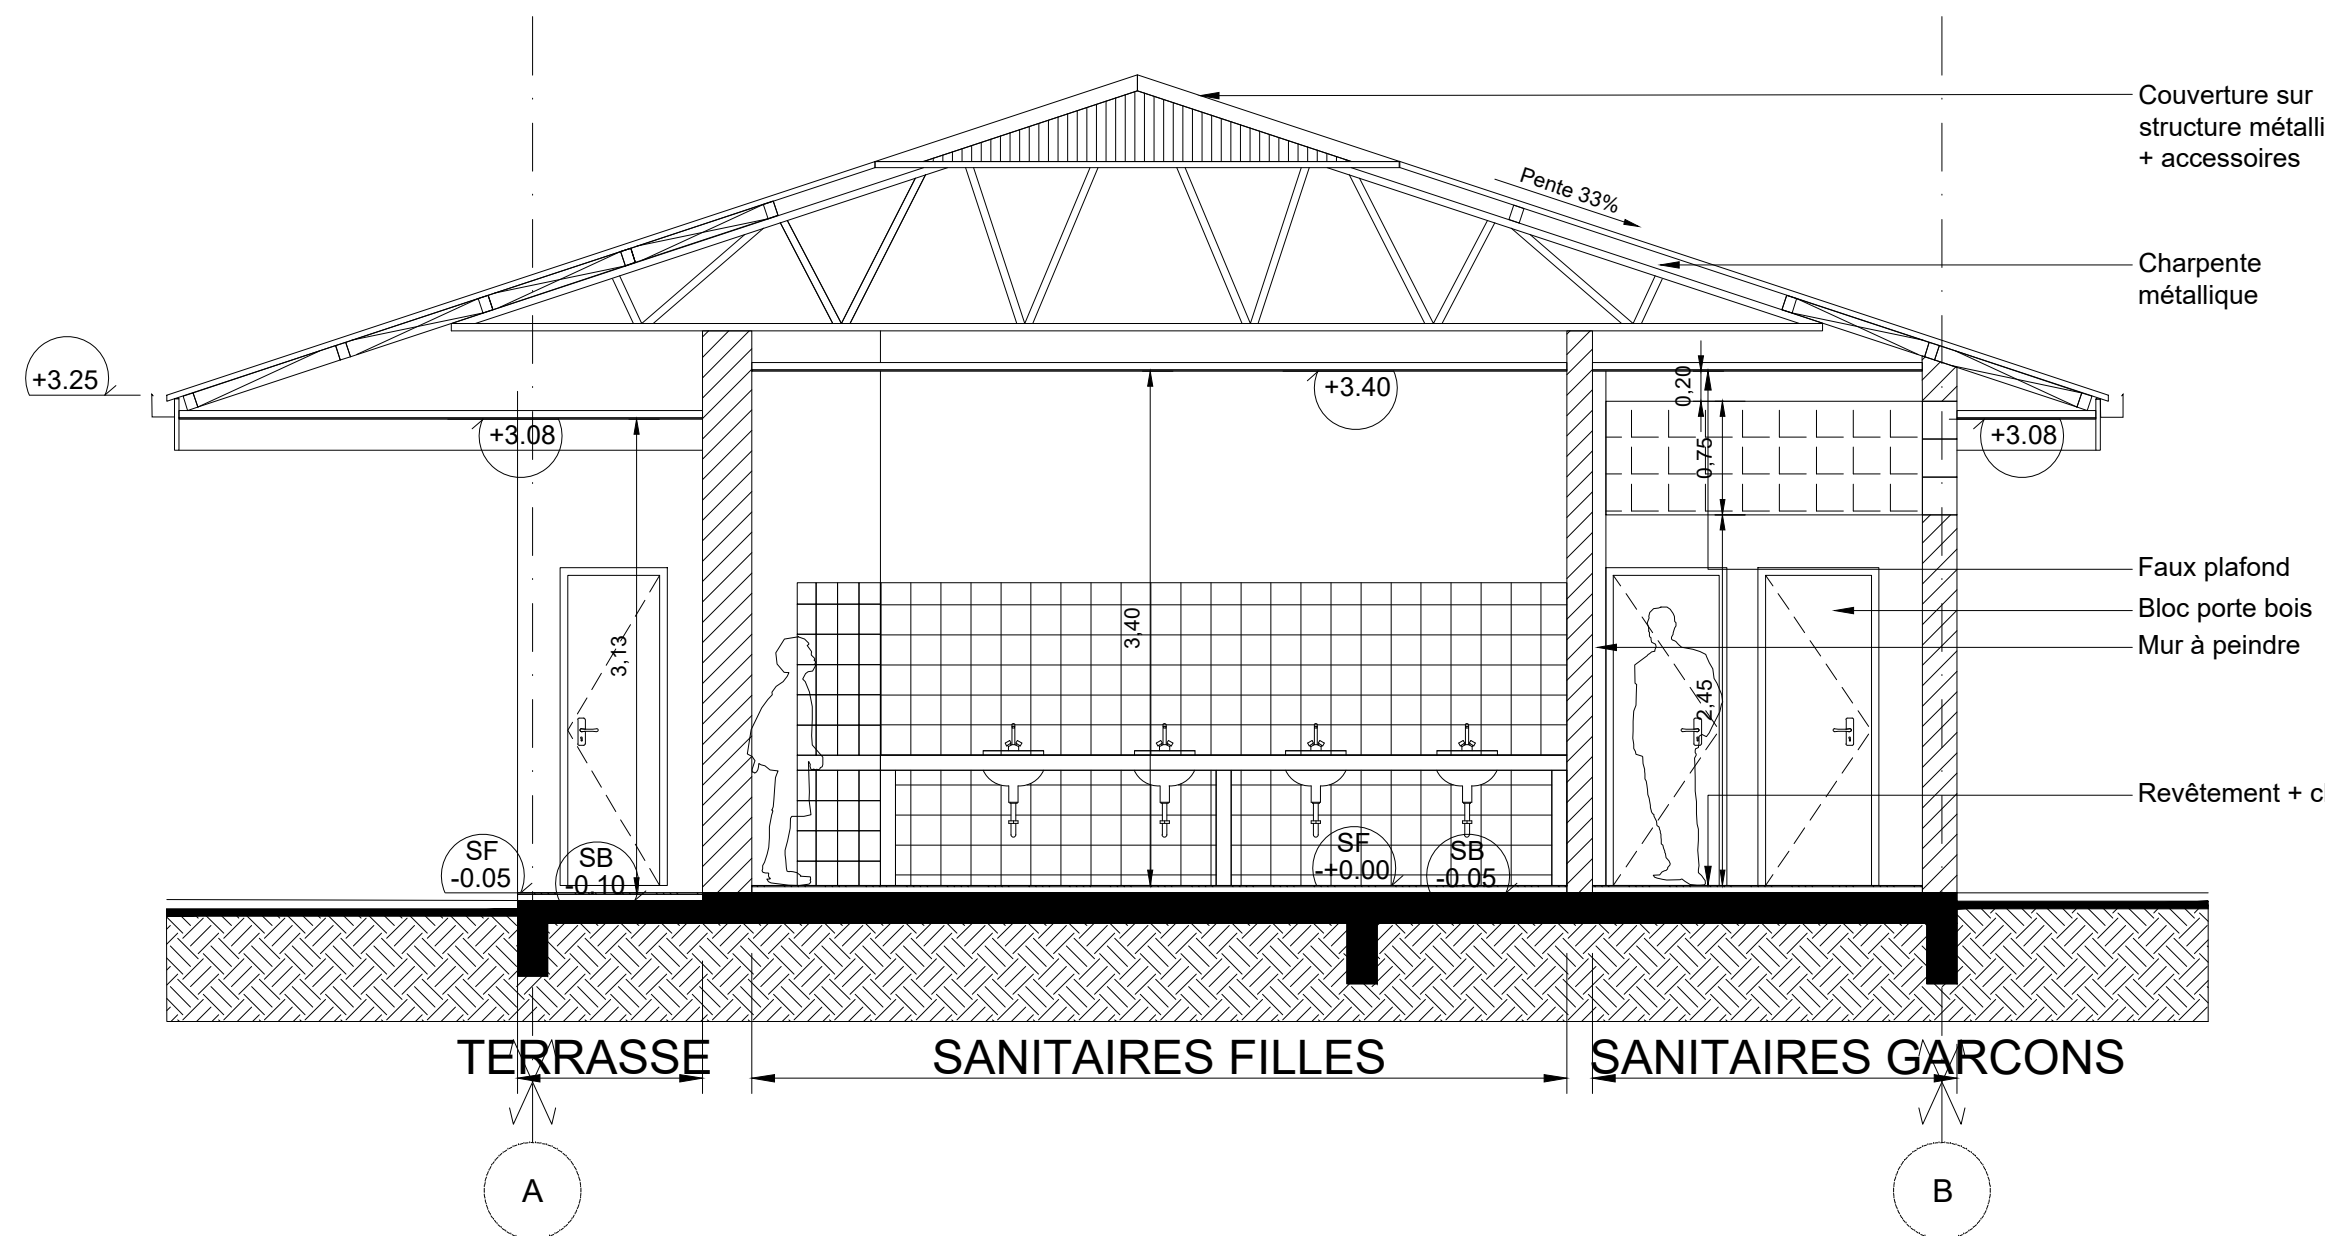 Couverture sur
structure métalli
+ accessoires
Pente 33%
Charpente
métallique
+3.25
+3.40
0,20
+3.08
+3.08
0,75
Faux plafond
Bloc porte bois
Mur à peindre
3,13
3,40
2,45
Revêtement + c
SF
-0.05
SB
-0.10
SF
-+0.00
SB
-0.05
TERRASSE
SANITAIRES FILLES
SANITAIRES GARCONS
A
B